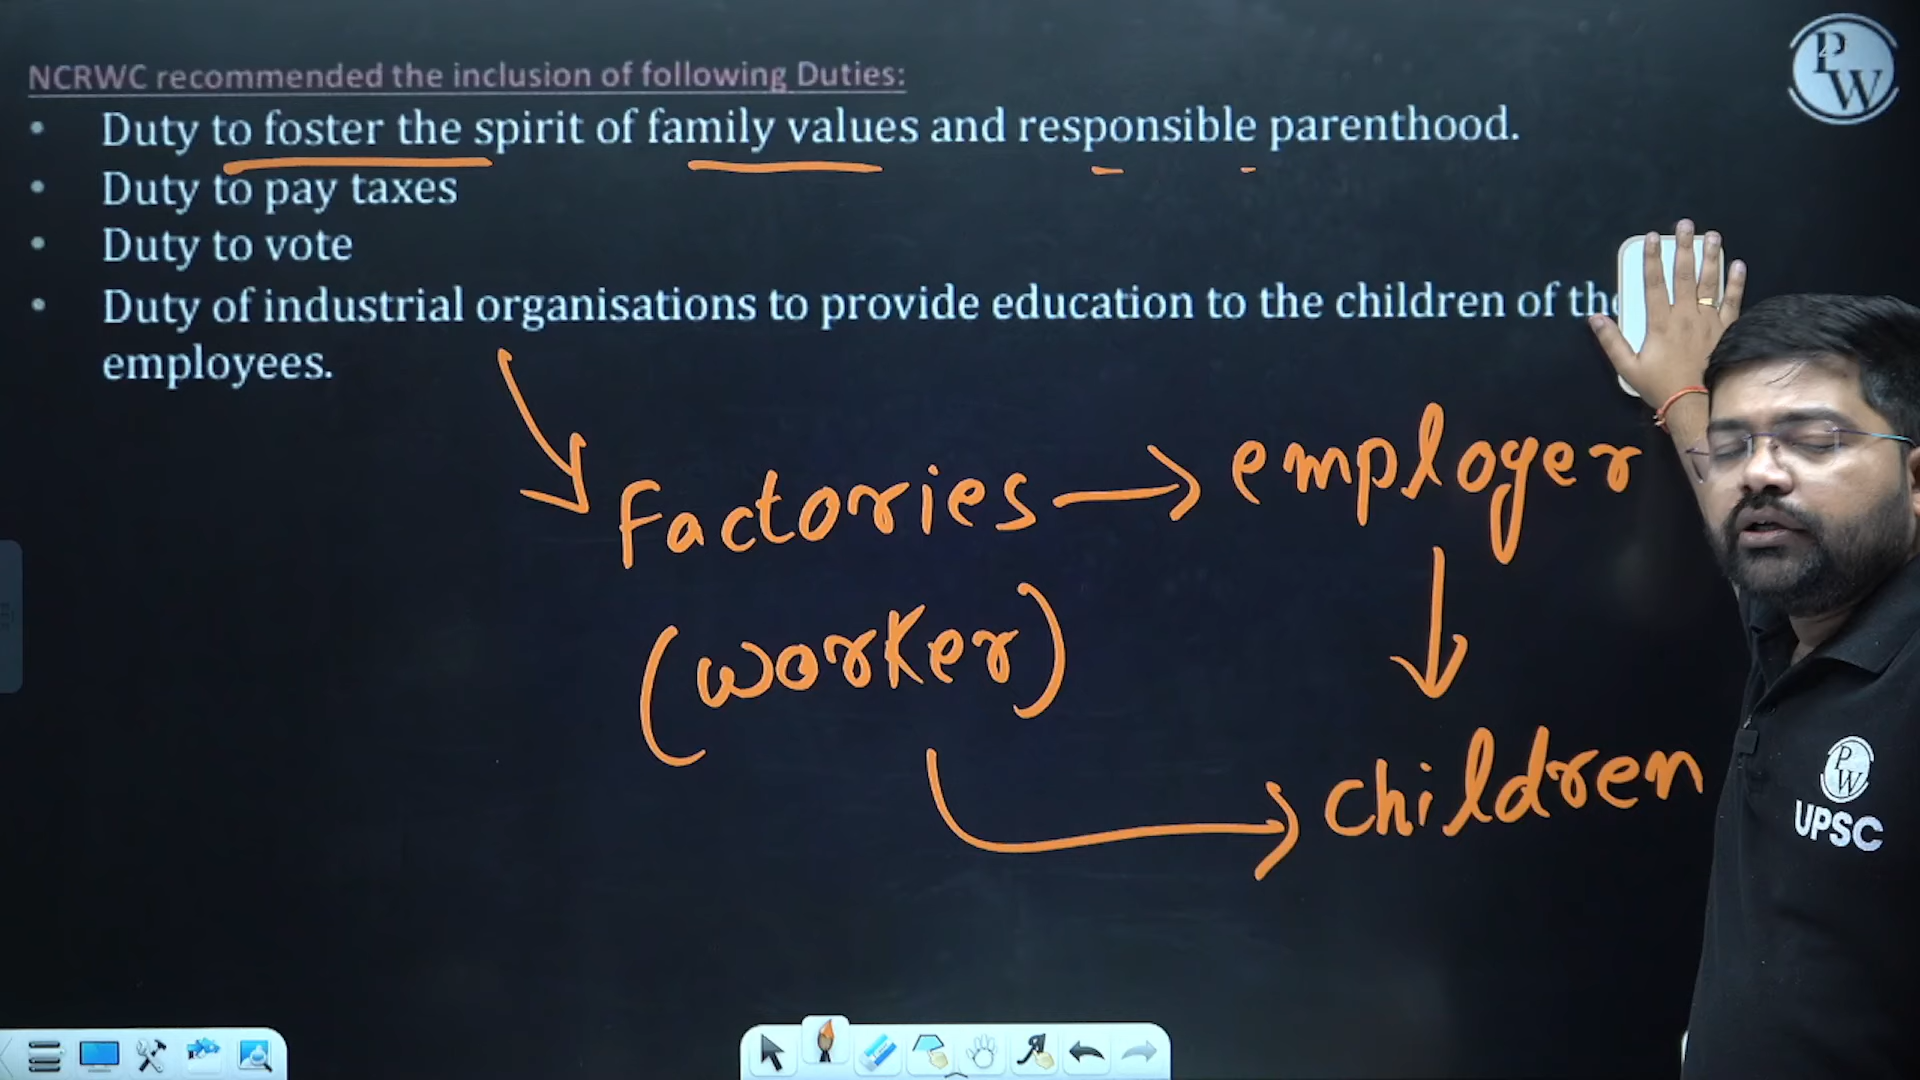 NCRWC recommended the inclusion of following Duties:
• Duty to foster the spirit of family values and responsible parenthood.
• Duty to pay taxes
• Duty to vote
• Duty of industrial organisations to provide education to the children of the
employees.
Factories → employer
(worker)
children
PW
PW
UPSC